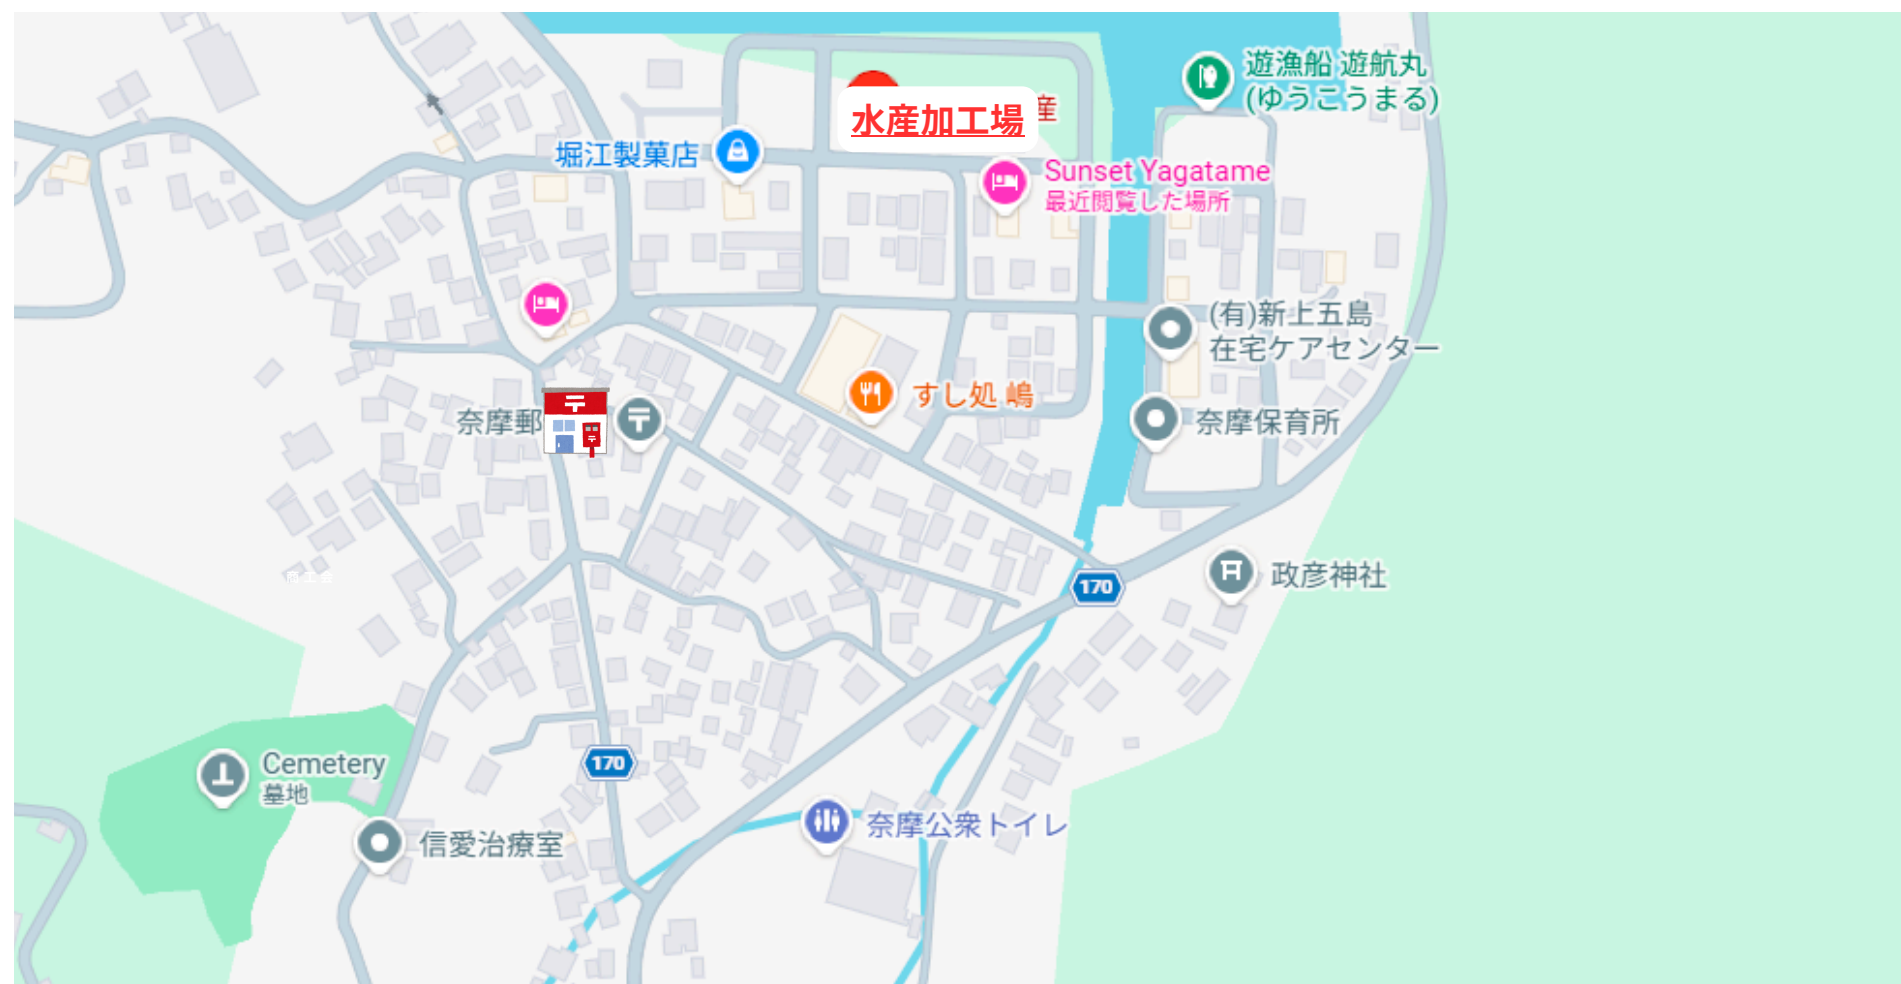 遊漁船 遊航丸
(ゆうこうまる)
水産加工場
産
堀江製菓店
Sunset Yagatame
最近閲覧した場所
(有)新上五島
在宅ケアセンター
すし処 嶋
奈摩郵
奈摩保育所
170
政彦神社
商工会
Cemetery
墓地
170
奈摩公衆トイレ
信愛治療室